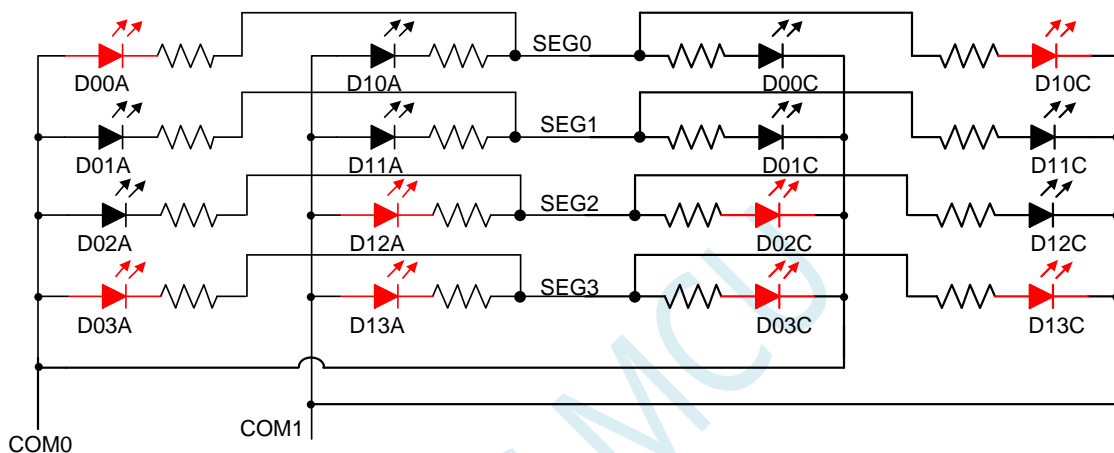 SEG0
D00A D10A D00C D10C
SEG1
D01A D11A D01C D11C
SEG2
D02A D12A D02C D12C
SEG3
D03A D13A D03C D13C
COM0 COM1
MCU